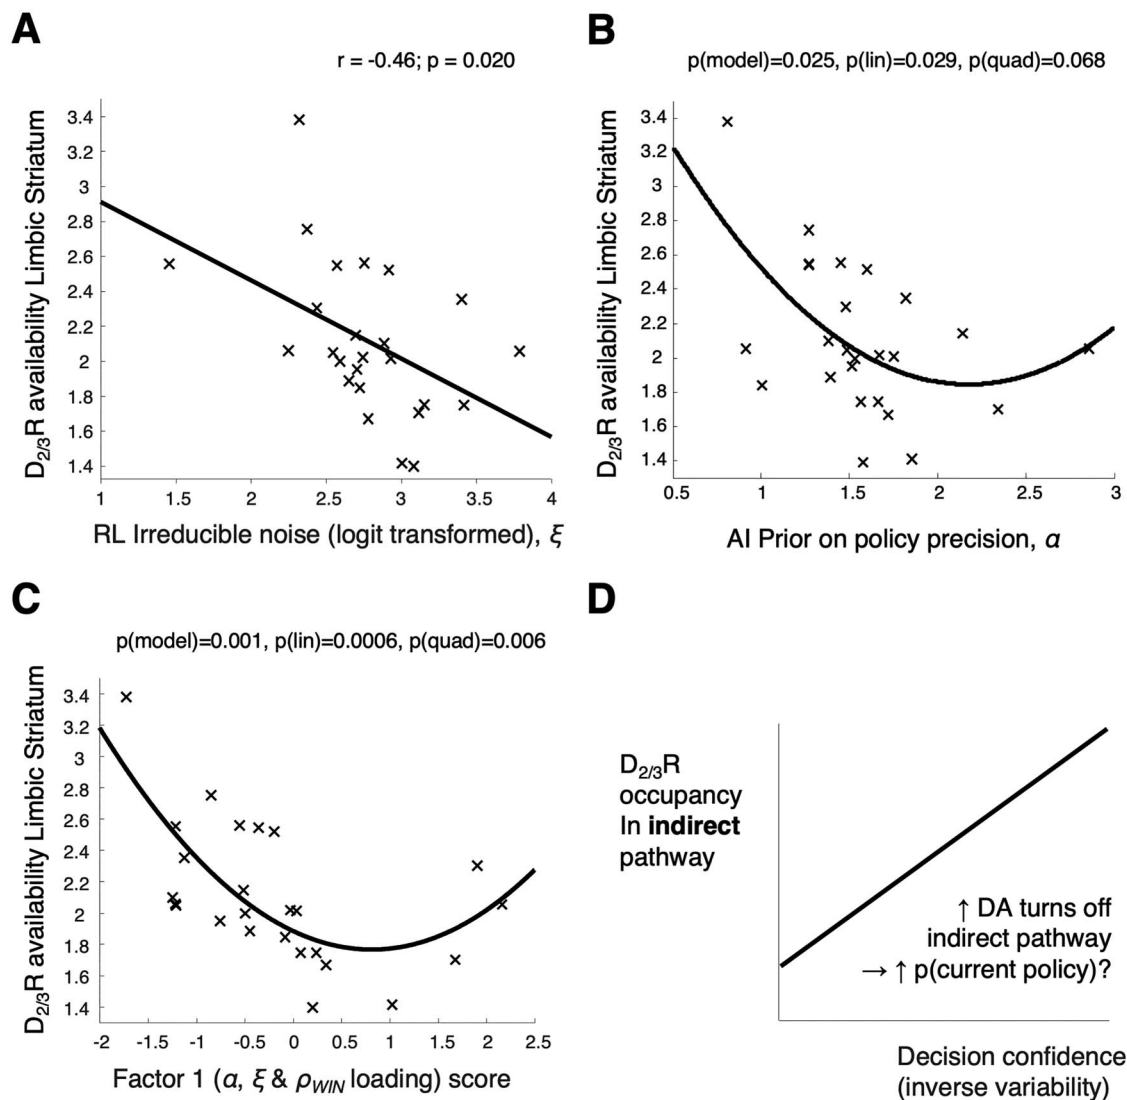 A
r = -0.46; p = 0.020
D2/3R availability Limbic Striatum
3.4
3.2
3
2.8
2.6
2.4
2.2
2
1.8
1.6
1.4
1 1.5 2 2.5 3 3.5 4
RL Irreducible noise (logit transformed), ξ
B
p(model)=0.025, p(lin)=0.029, p(quad)=0.068
D2/3R availability Limbic Striatum
3.4
3.2
3
2.8
2.6
2.4
2.2
2
1.8
1.6
1.4
0.5 1 1.5 2 2.5 3
AI Prior on policy precision, α
C
p(model)=0.001, p(lin)=0.0006, p(quad)=0.006
D2/3R availability Limbic Striatum
3.4
3.2
3
2.8
2.6
2.4
2.2
2
1.8
1.6
1.4
-2 -1.5 -1 -0.5 0 0.5 1 1.5 2 2.5
Factor 1 (α, ξ & ρWIN loading) score
D
D2/3R
occupancy
In indirect
pathway
↑ DA turns off
indirect pathway
→ ↑ p(current policy)?
Decision confidence
(inverse variability)